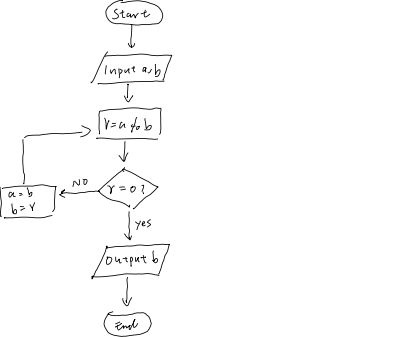 Start
Input a,b
r=a % b
r=0?
NO
a=b
b=r
yes
Output b
End